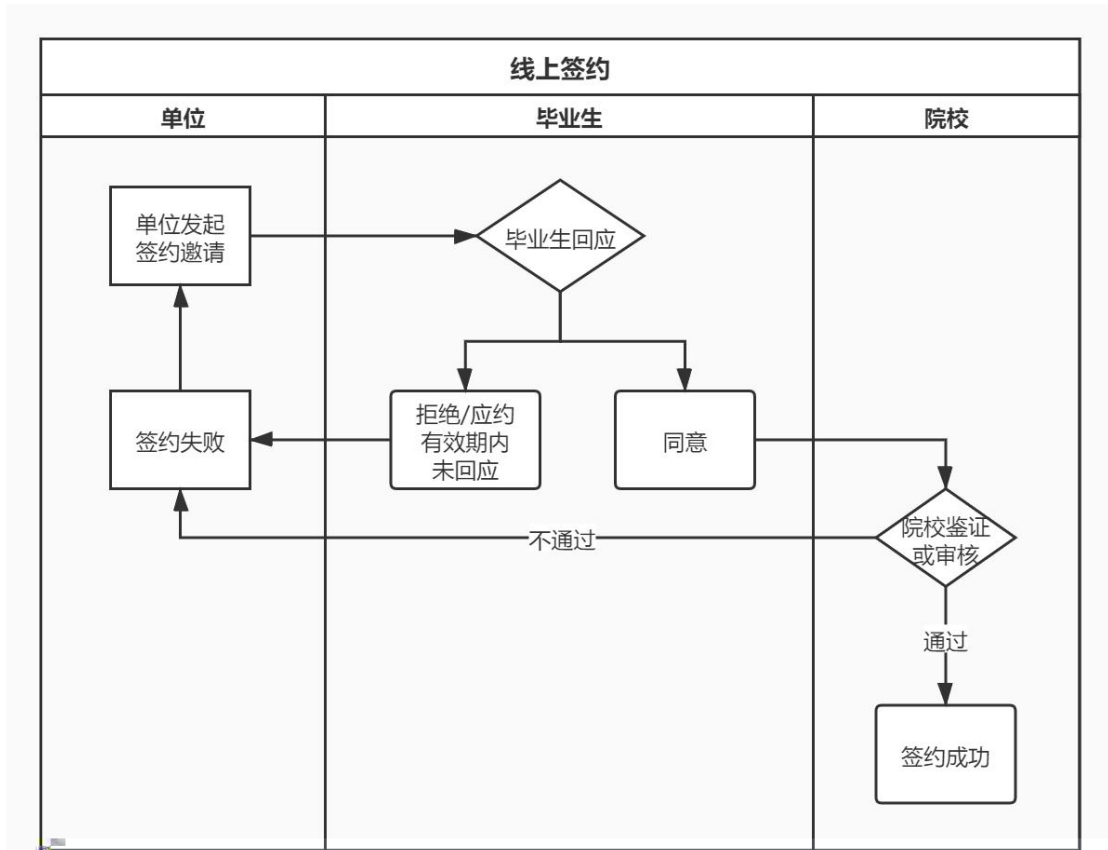 线上签约
单位
毕业生
院校
单位发起
签约邀请
毕业生回应
拒绝/应约
有效期内
未回应
同意
签约失败
院校鉴证
或审核
不通过
通过
签约成功